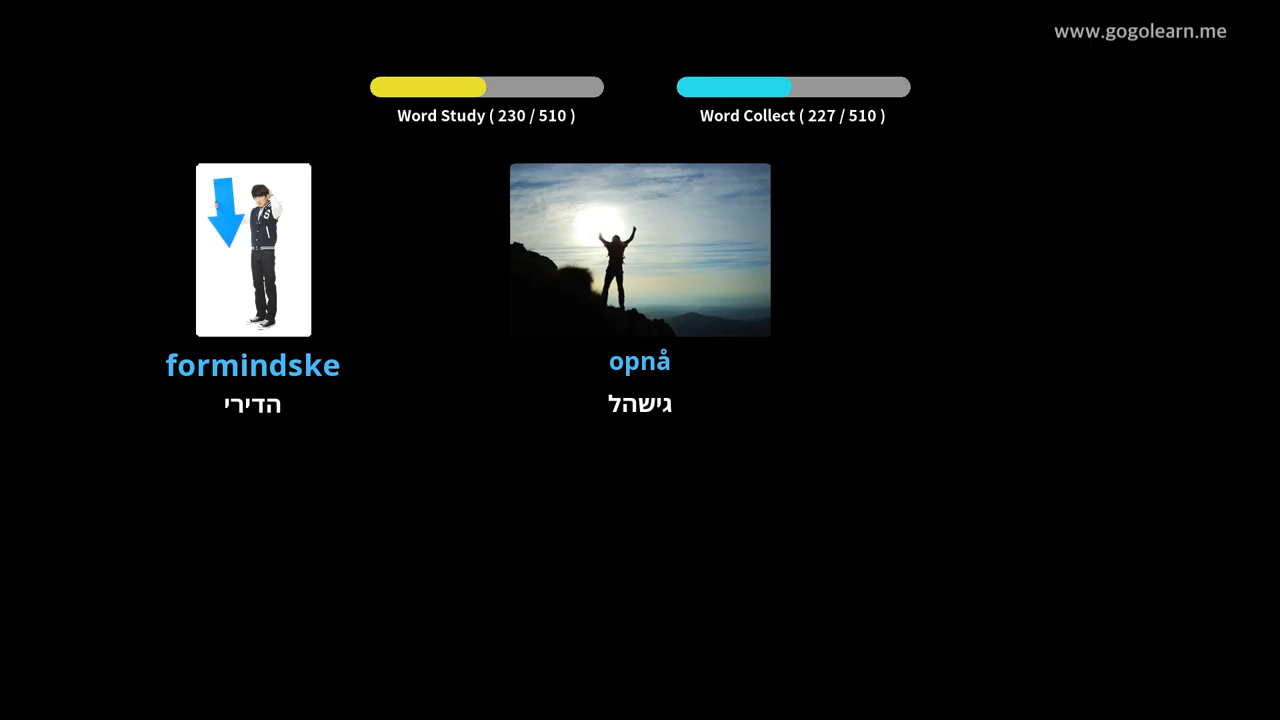 www.gogolearn.me
Word Study ( 230 / 510 )
Word Collect ( 227 / 510 )
formindske
הדירי
opnå
גישהל